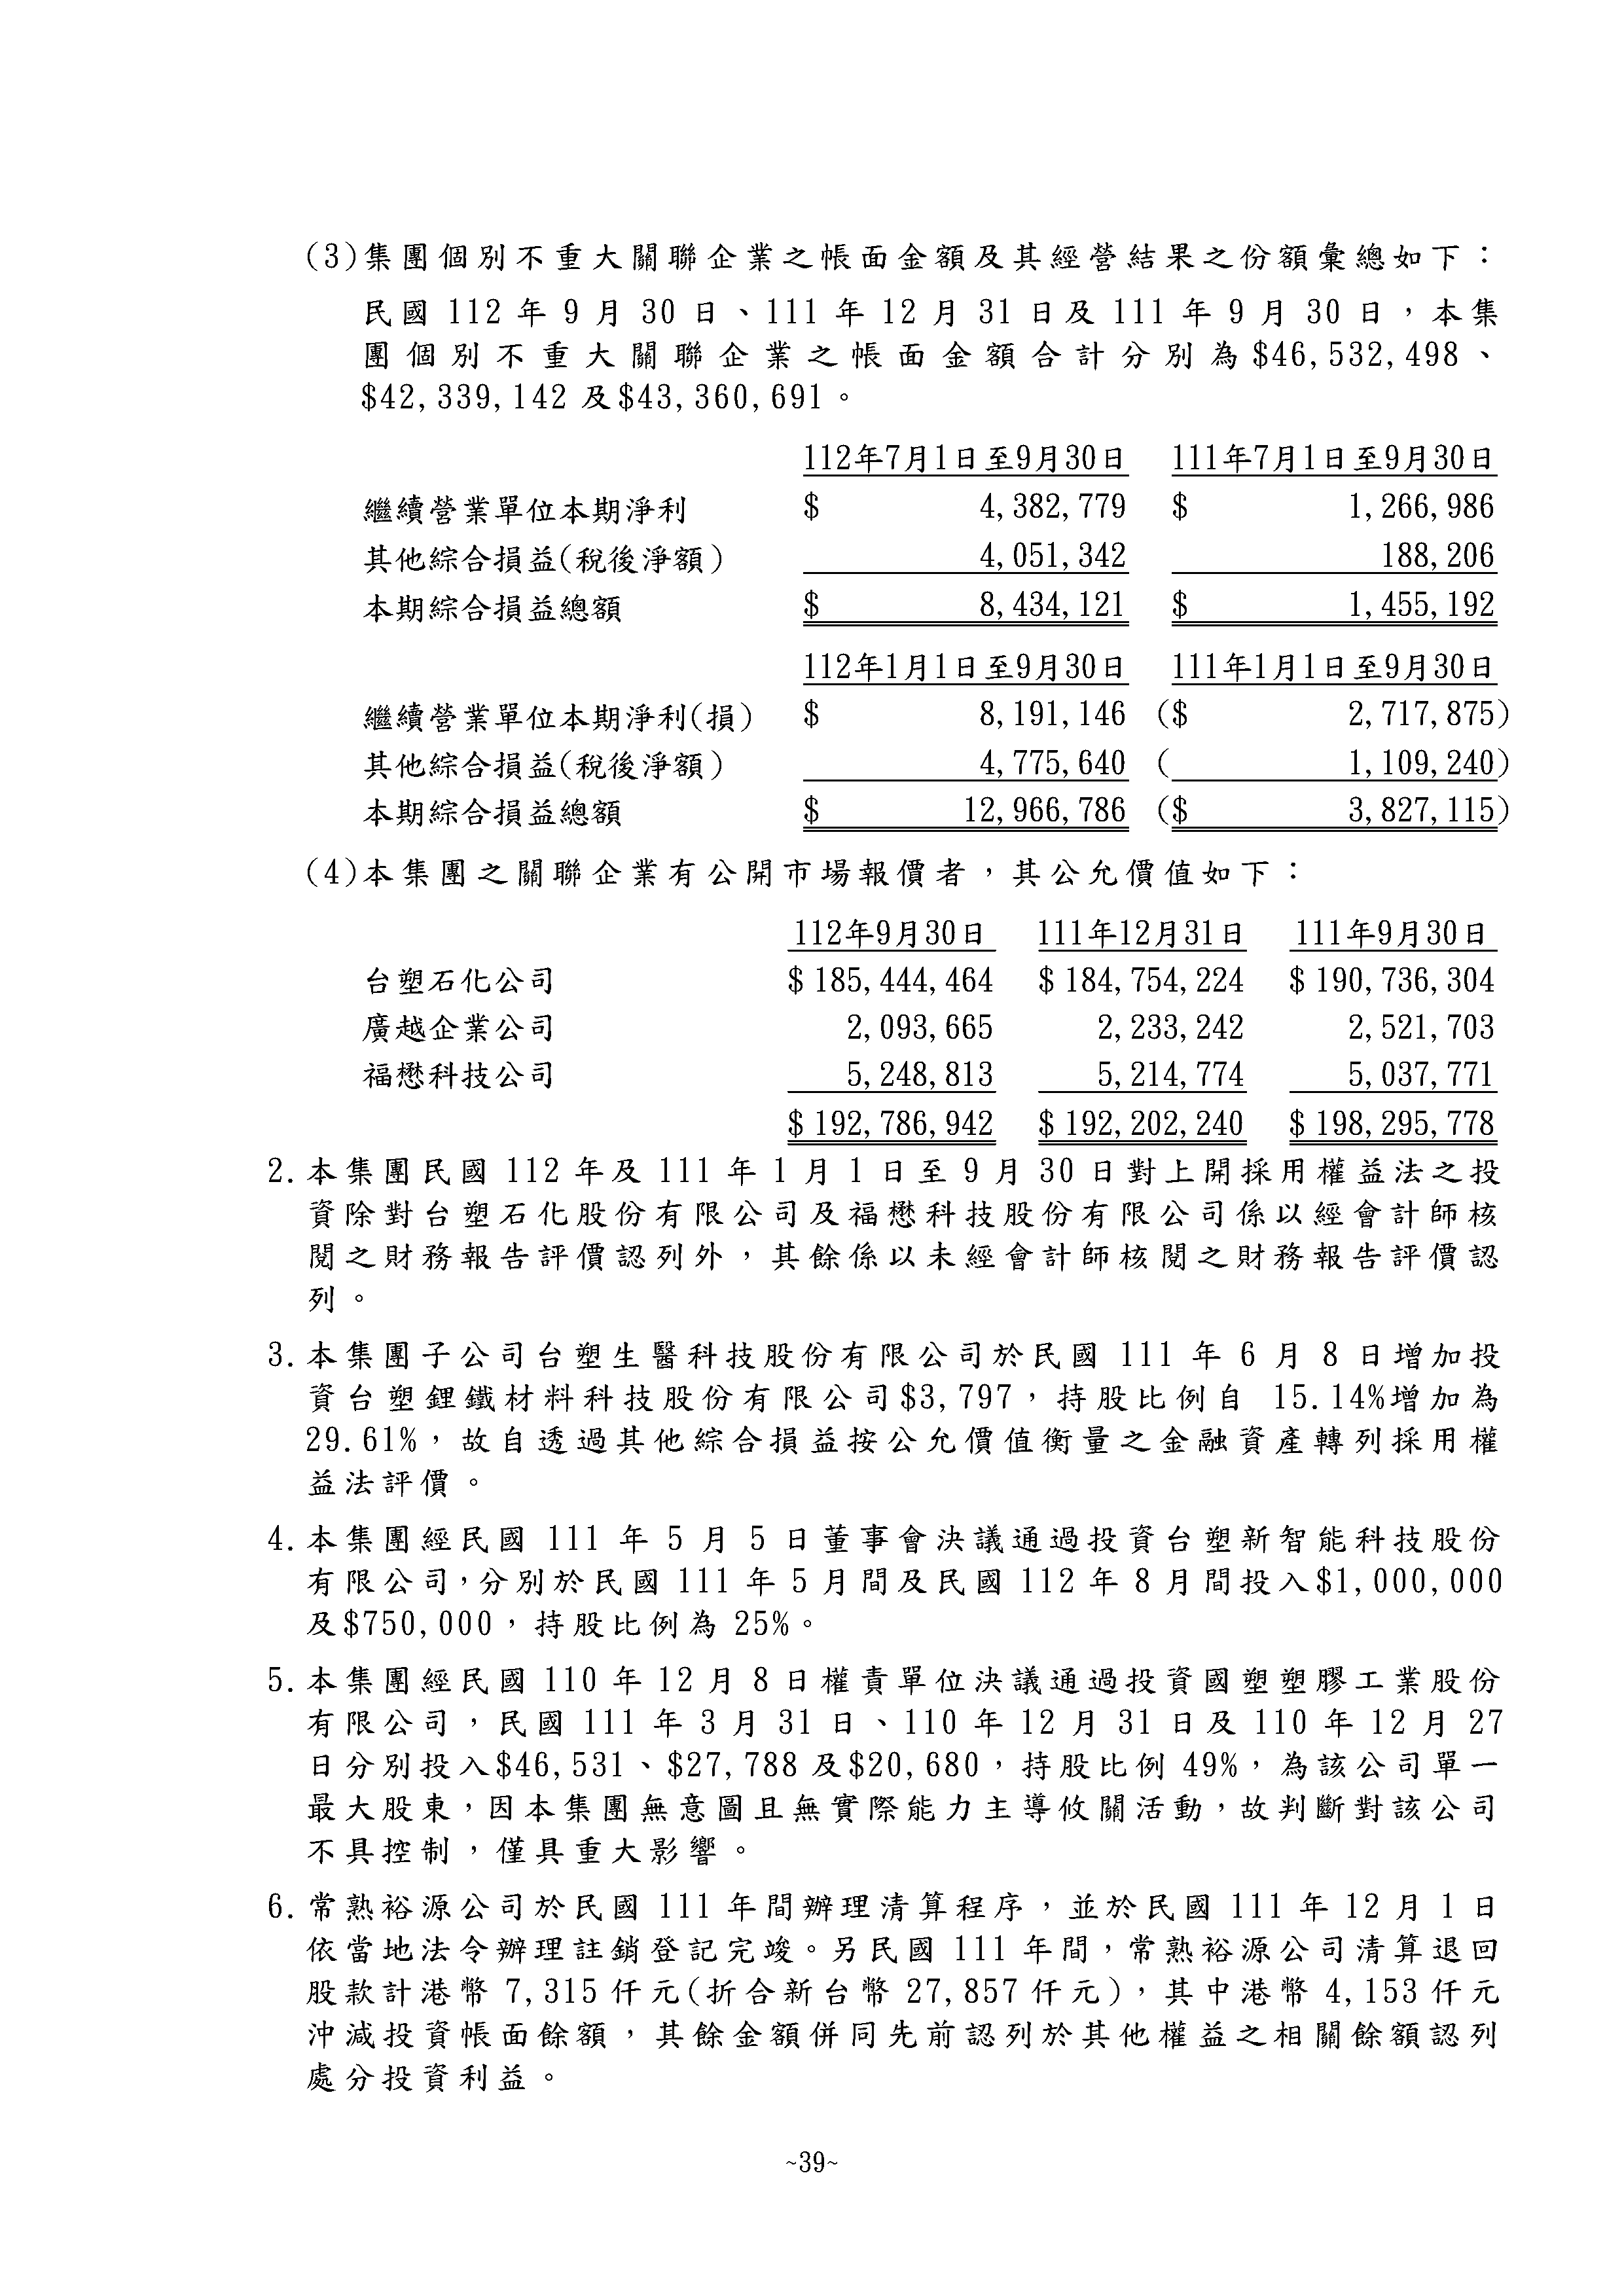 (3)集團個別不重大關聯企業之帳面金額及其經營結果之份額彙總如下：
民國 112 年 9 月 30 日、111 年 12 月 31 日及 111 年 9 月 30 日，本集
團個別不重大關聯企業之帳面金額合計分別為$46,532,498、
$42,339,142 及$43,360,691。
112年7月1日至9月30日 111年7月1日至9月30日
繼續營業單位本期淨利 $ 4,382,779 $ 1,266,986
其他綜合損益(稅後淨額) 4,051,342 188,206
本期綜合損益總額 $ 8,434,121 $ 1,455,192
112年1月1日至9月30日 111年1月1日至9月30日
繼續營業單位本期淨利(損) $ 8,191,146 ($ 2,717,875)
其他綜合損益(稅後淨額) 4,775,640 ( 1,109,240)
本期綜合損益總額 $ 12,966,786 ($ 3,827,115)
(4)本集團之關聯企業有公開市場報價者，其公允價值如下：
112年9月30日 111年12月31日 111年9月30日
台塑石化公司 $ 185,444,464 $ 184,754,224 $ 190,736,304
廣越企業公司 2,093,665 2,233,242 2,521,703
福懋科技公司 5,248,813 5,214,774 5,037,771
$ 192,786,942 $ 192,202,240 $ 198,295,778
2.本集團民國 112 年及 111 年 1 月 1 日至 9 月 30 日對上開採用權益法之投
資除對台塑石化股份有限公司及福懋科技股份有限公司係以經會計師核
閱之財務報告評價認列外，其餘係以未經會計師核閱之財務報告評價認
列。
3.本集團子公司台塑生醫科技股份有限公司於民國 111 年 6 月 8 日增加投
資台塑鋰鐵材料科技股份有限公司$3,797，持股比例自 15.14%增加為
29.61%，故自透過其他綜合損益按公允價值衡量之金融資產轉列採用權
益法評價。
4.本集團經民國 111 年 5 月 5 日董事會決議通過投資台塑新智能科技股份
有限公司，分別於民國 111 年 5 月間及民國 112 年 8 月間投入$1,000,000
及$750,000，持股比例為 25%。
5.本集團經民國 110 年 12 月 8 日權責單位決議通過投資國塑塑膠工業股份
有限公司，民國 111 年 3 月 31 日、110 年 12 月 31 日及 110 年 12 月 27
日分別投入$46,531、$27,788 及$20,680，持股比例 49%，為該公司單一
最大股東，因本集團無意圖且無實際能力主導攸關活動，故判斷對該公司
不具控制，僅具重大影響。
6.常熟裕源公司於民國 111 年間辦理清算程序，並於民國 111 年 12 月 1 日
依當地法令辦理註銷登記完竣。另民國 111 年間，常熟裕源公司清算退回
股款計港幣 7,315 仟元(折合新台幣 27,857 仟元)，其中港幣 4,153 仟元
沖減投資帳面餘額，其餘金額併同先前認列於其他權益之相關餘額認列
處分投資利益。
~39~